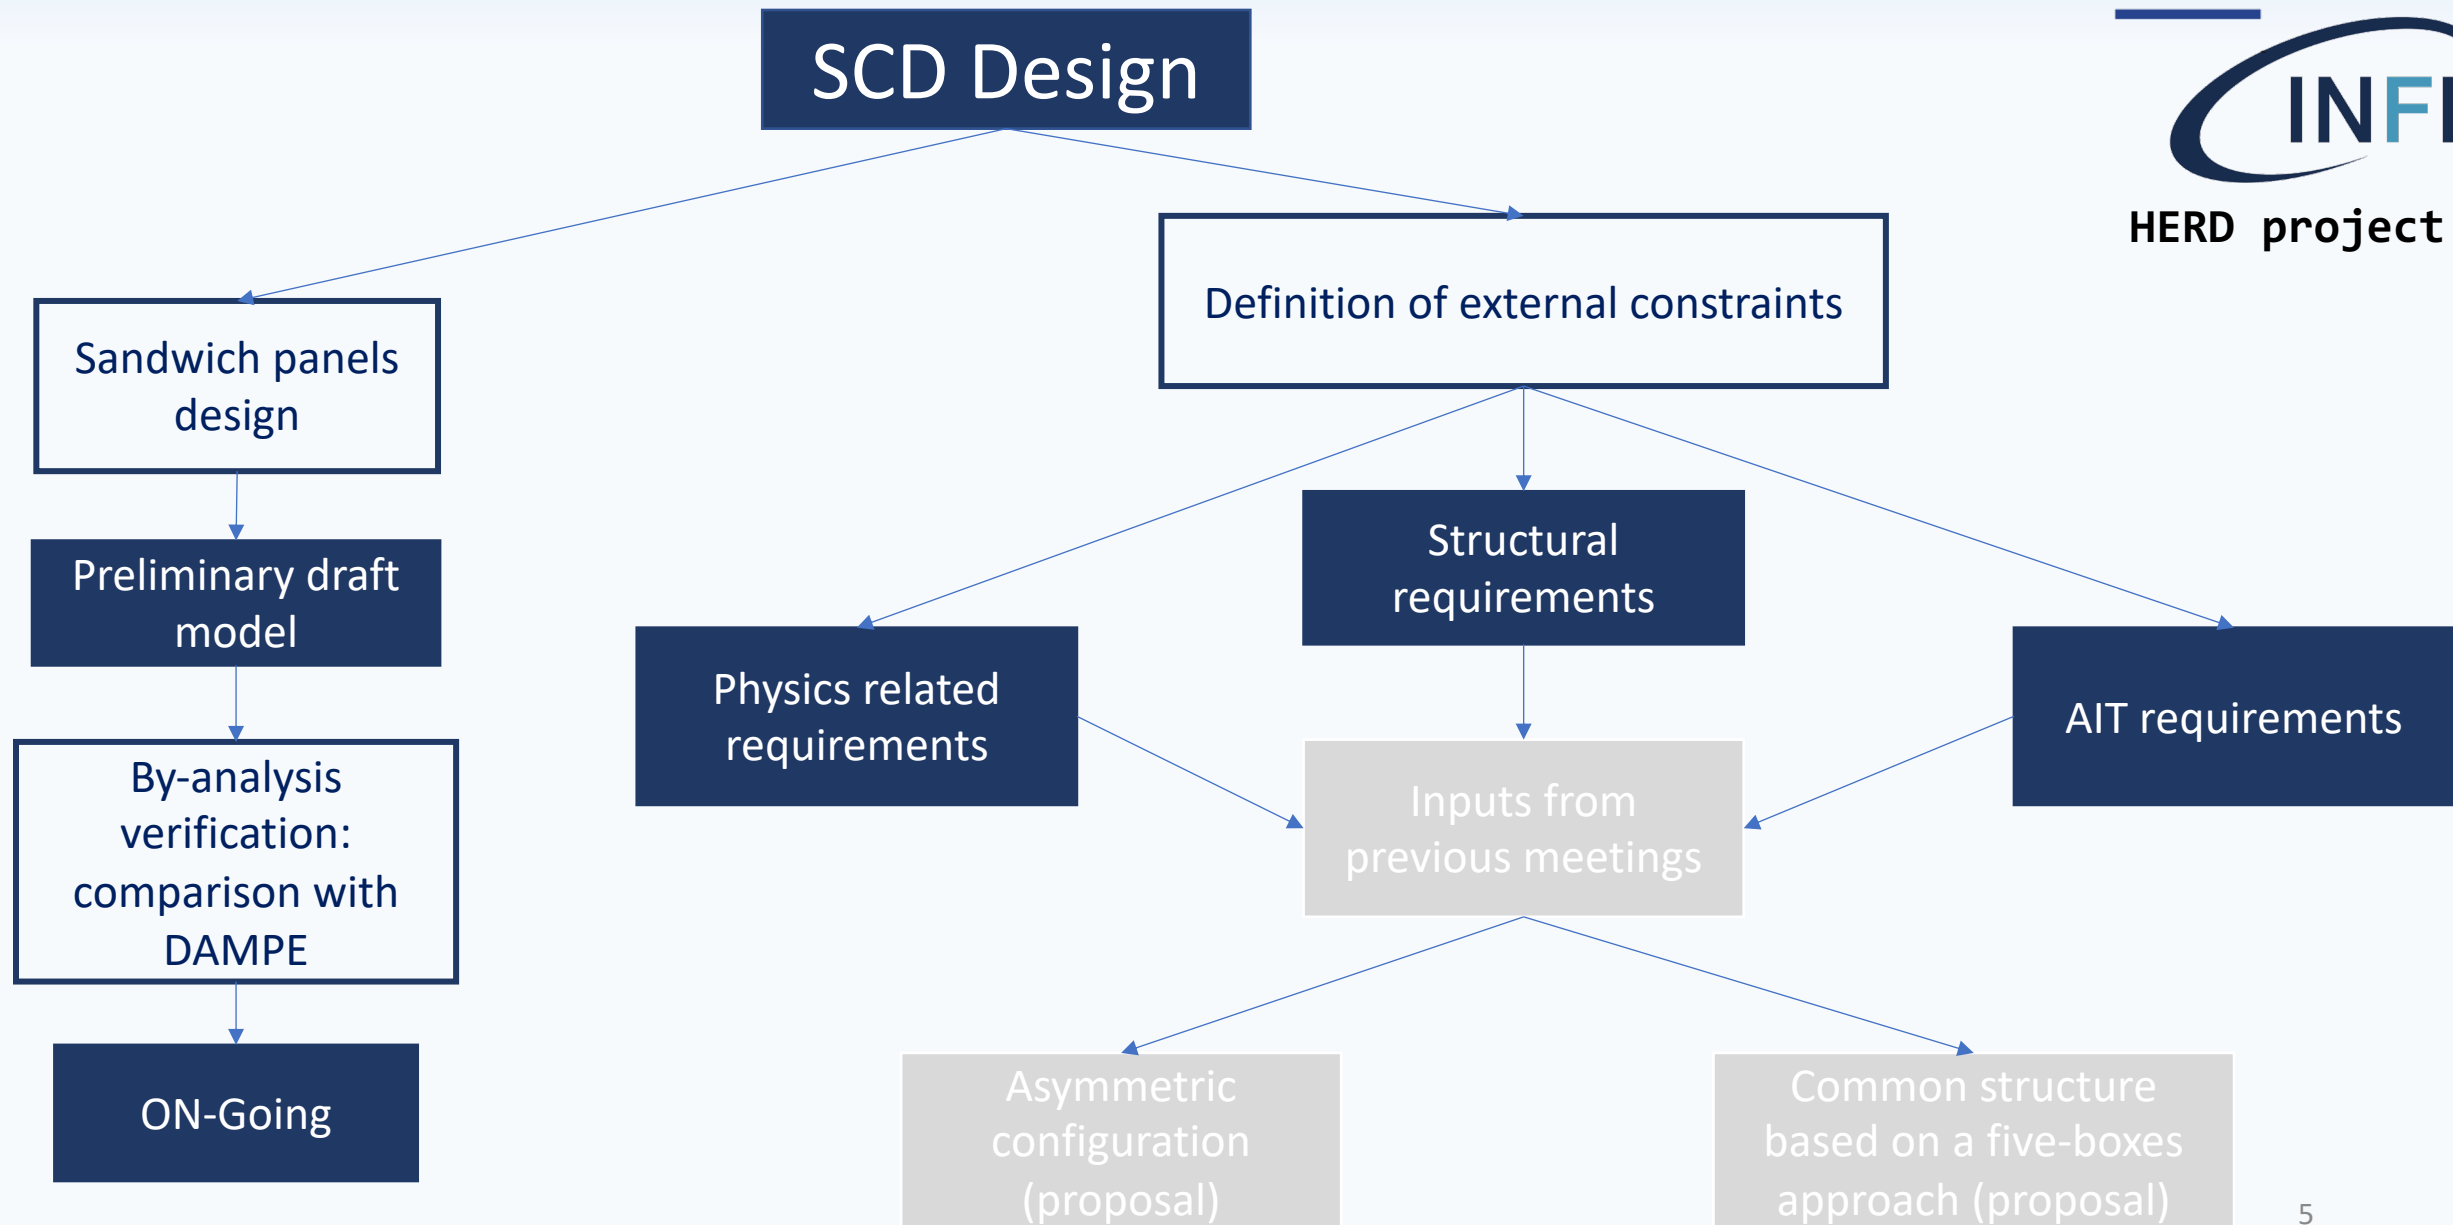 SCD Design
HERD project
Definition of external constraints
Sandwich panels
design
Preliminary draft
model
By-analysis
verification:
comparison with
DAMPE
ON-Going
Structural
requirements
Physics related
requirements
AIT requirements
Inputs from
previous meetings
Asymmetric
configuration
(proposal)
Common structure
based on a five-boxes
approach (proposal)
5